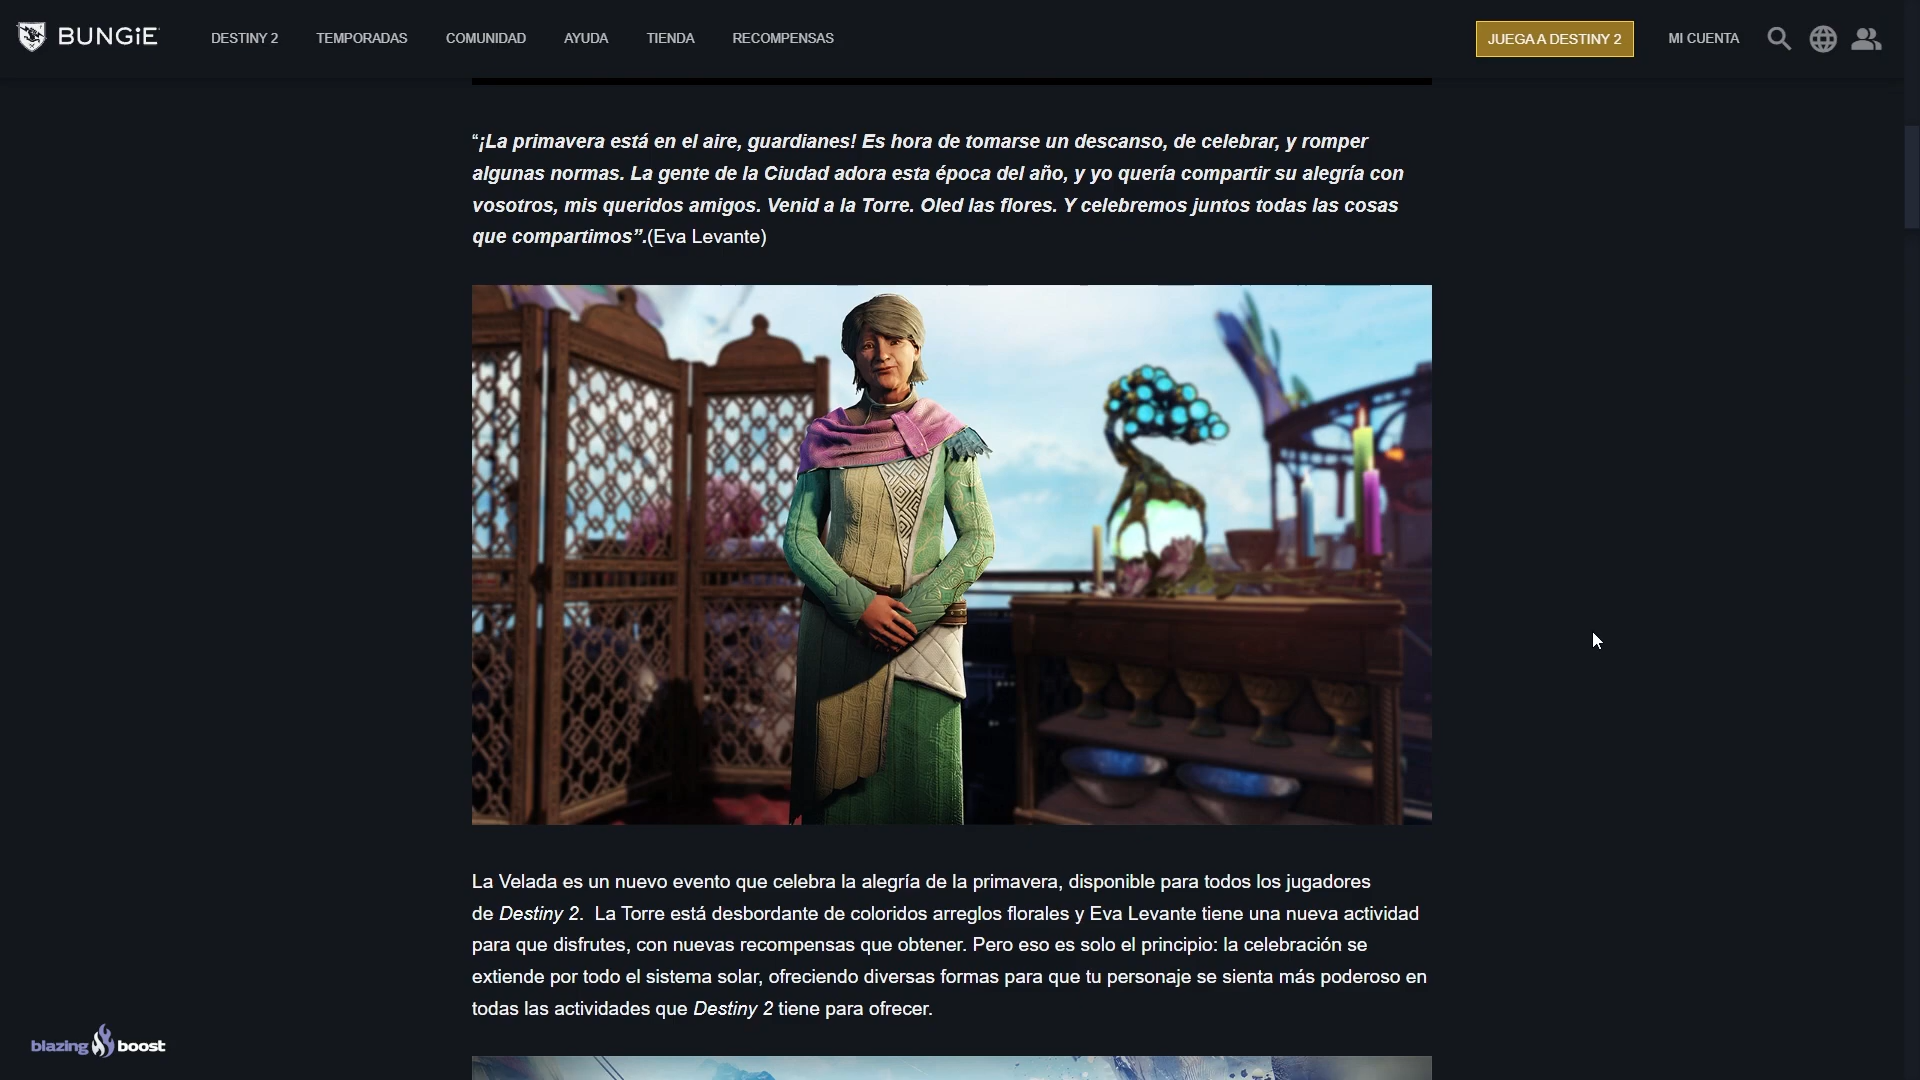 BUNGiE
DESTINY 2
TEMPORADAS
COMUNIDAD
AYUDA
TIENDA
RECOMPENSAS
JUEGA A DESTINY 2
MI CUENTA
“¡La primavera está en el aire, guardianes! Es hora de tomarse un descanso, de celebrar, y romper
algunas normas. La gente de la Ciudad adora esta época del año, y yo quería compartir su alegría con
vosotros, mis queridos amigos. Venid a la Torre. Oled las flores. Y celebremos juntos todas las cosas
que compartimos”.(Eva Levante)
La Velada es un nuevo evento que celebra la alegría de la primavera, disponible para todos los jugadores
de Destiny 2.  La Torre está desbordante de coloridos arreglos florales y Eva Levante tiene una nueva actividad
para que disfrutes, con nuevas recompensas que obtener. Pero eso es solo el principio: la celebración se
extiende por todo el sistema solar, ofreciendo diversas formas para que tu personaje se sienta más poderoso en
todas las actividades que Destiny 2 tiene para ofrecer.
blazing boost